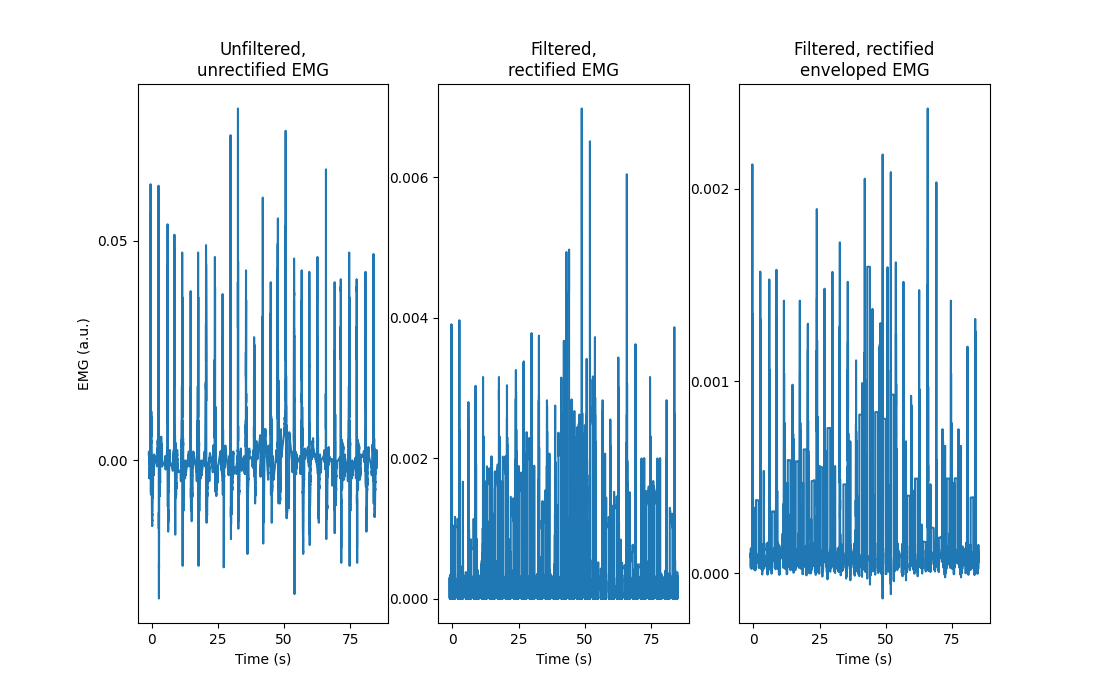 Unfiltered,
unrectified EMG
Filtered,
rectified EMG
Filtered, rectified
enveloped EMG
EMG (a.u.)
0.05
0.00
0.006
0.004
0.002
0.000
0.002
0.001
0.000
0 25 50 75
0 25 50 75
0 25 50 75
Time (s)
Time (s)
Time (s)